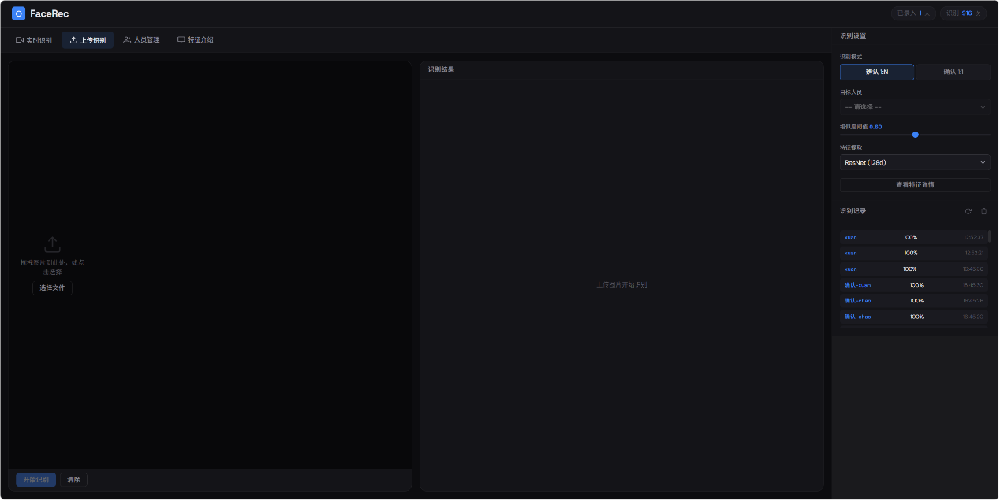 FaceRec
已录入 1 人
识别 916 次
实时识别
上传识别
人员管理
特征介绍
拖拽图片到此处，或点
击选择
选择文件
开始识别
清除
识别结果
上传图片开始识别
识别设置
识别模式
辨认 1:N
确认 1:1
目标人员
-- 请选择 --
相似度阈值 0.60
特征提取
ResNet (128d)
查看特征详情
识别记录
xuan 100% 12:52:37
xuan 100% 12:52:21
xuan 100% 16:45:36
确认-xuan 100% 16:45:30
确认-chao 100% 16:45:26
确认-chao 100% 16:45:20